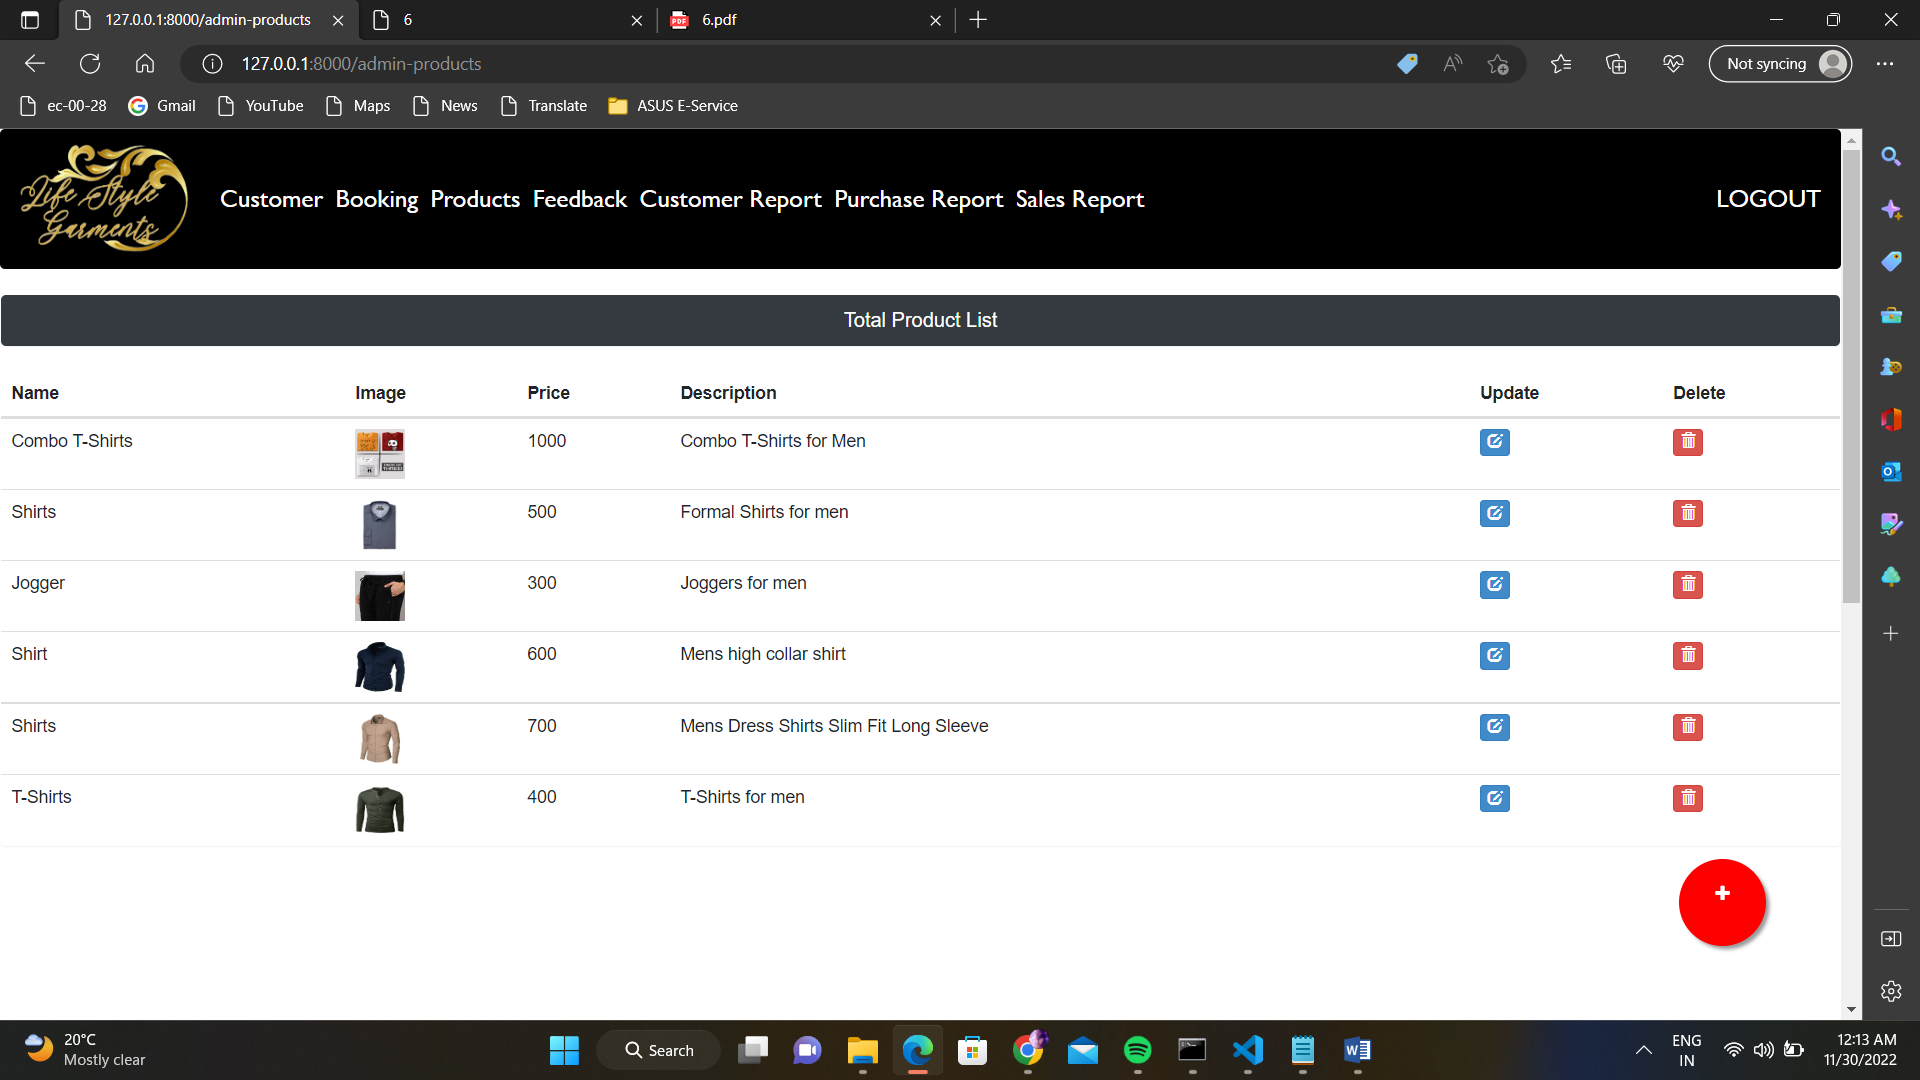 127.0.0.1:8000/admin-products
6
6.pdf
127.0.0.1:8000/admin-products
Not syncing
ec-00-28
Gmail
YouTube
Maps
News
Translate
ASUS E-Service
Life Style
Garments
Customer Booking Products Feedback Customer Report Purchase Report Sales Report
LOGOUT
Total Product List
Name Image Price Description Update Delete
Combo T-Shirts 1000 Combo T-Shirts for Men
Shirts 500 Formal Shirts for men
Jogger 300 Joggers for men
Shirt 600 Mens high collar shirt
Shirts 700 Mens Dress Shirts Slim Fit Long Sleeve
T-Shirts 400 T-Shirts for men
20°C
Mostly clear
Search
ENG
IN
12:13 AM
11/30/2022